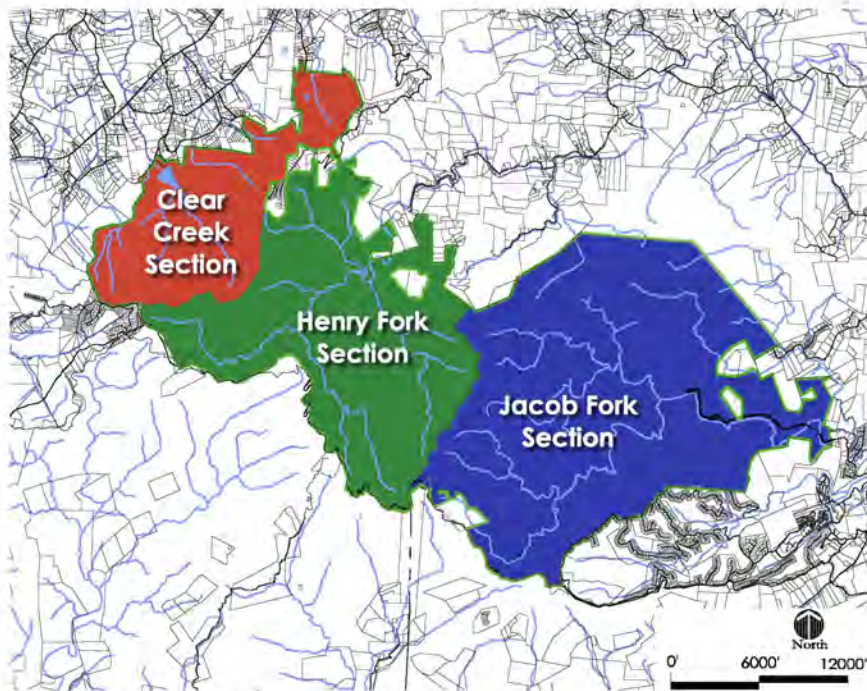 Clear
Creek
Section
Henry Fork
Section
Jacob Fork
Section
North
0' 6000' 12000'